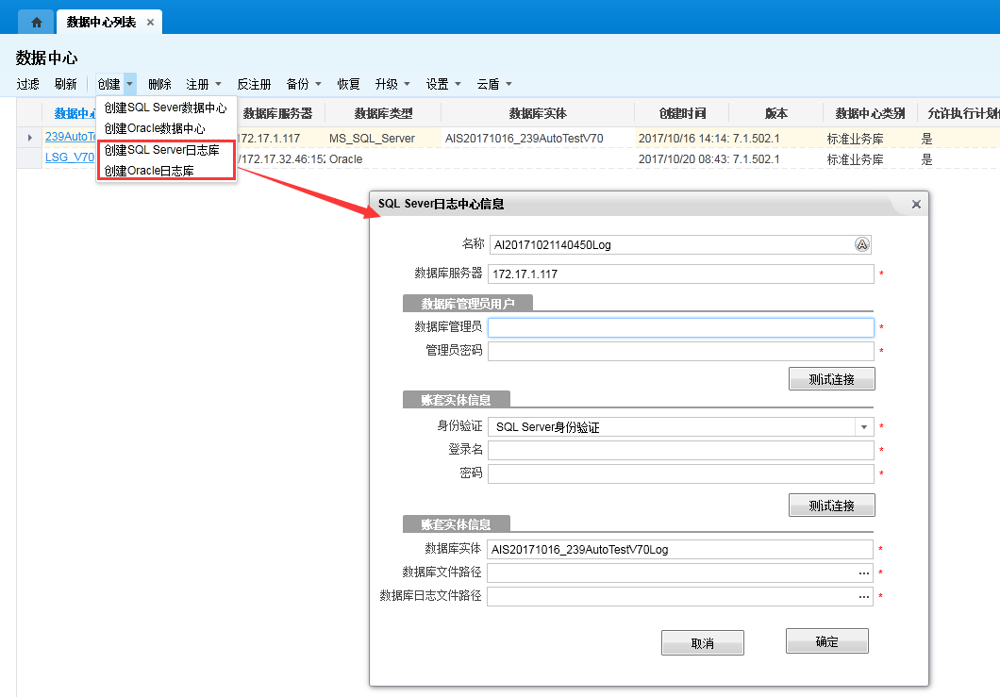 数据中心列表
数据中心
过滤 刷新 创建 删除 注册 反注册 备份 恢复 升级 设置 云盾
数据中心 数据库服务器 数据库类型 数据库实体 创建时间 版本 数据中心类别 允许执行计划
239AutoTe 172.17.1.117 MS_SQL_Server AIS20171016_239AutoTestV70 2017/10/16 14:14: 7.1.502.1 标准业务库 是
LSG_V70 /172.17.32.46:152 Oracle 2017/10/20 08:43: 7.1.502.1 标准业务库 是
创建SQL Sever数据中心
创建Oracle数据中心
创建SQL Server日志库
创建Oracle日志库
SQL Sever日志中心信息
名称 AI20171021140450Log
数据库服务器 172.17.1.117 *
数据库管理员用户
数据库管理员 *
管理员密码 *
测试连接
账套实体信息
身份验证 SQL Server身份验证 *
登录名 *
密码 *
测试连接
账套实体信息
数据库实体 AIS20171016_239AutoTestV70Log *
数据库文件路径 ... *
数据库日志文件路径 ... *
取消 确定